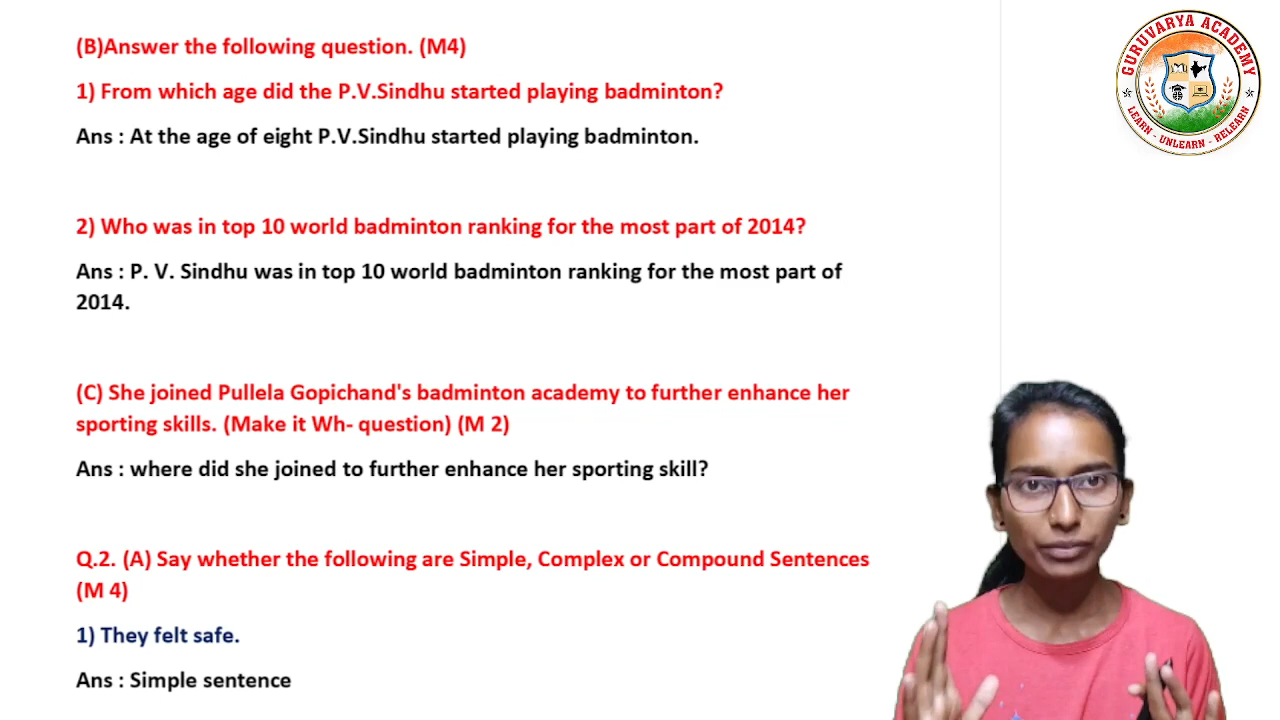 (B)Answer the following question. (M4)
1) From which age did the P.V.Sindhu started playing badminton?
Ans : At the age of eight P.V.Sindhu started playing badminton.
2) Who was in top 10 world badminton ranking for the most part of 2014?
Ans : P. V. Sindhu was in top 10 world badminton ranking for the most part of
2014.
(C) She joined Pullela Gopichand's badminton academy to further enhance her
sporting skills. (Make it Wh- question) (M 2)
Ans : where did she joined to further enhance her sporting skill?
Q.2. (A) Say whether the following are Simple, Complex or Compound Sentences
(M 4)
1) They felt safe.
Ans : Simple sentence
GURUVARYA ACADEMY
LEARN - UNLEARN - RELEARN